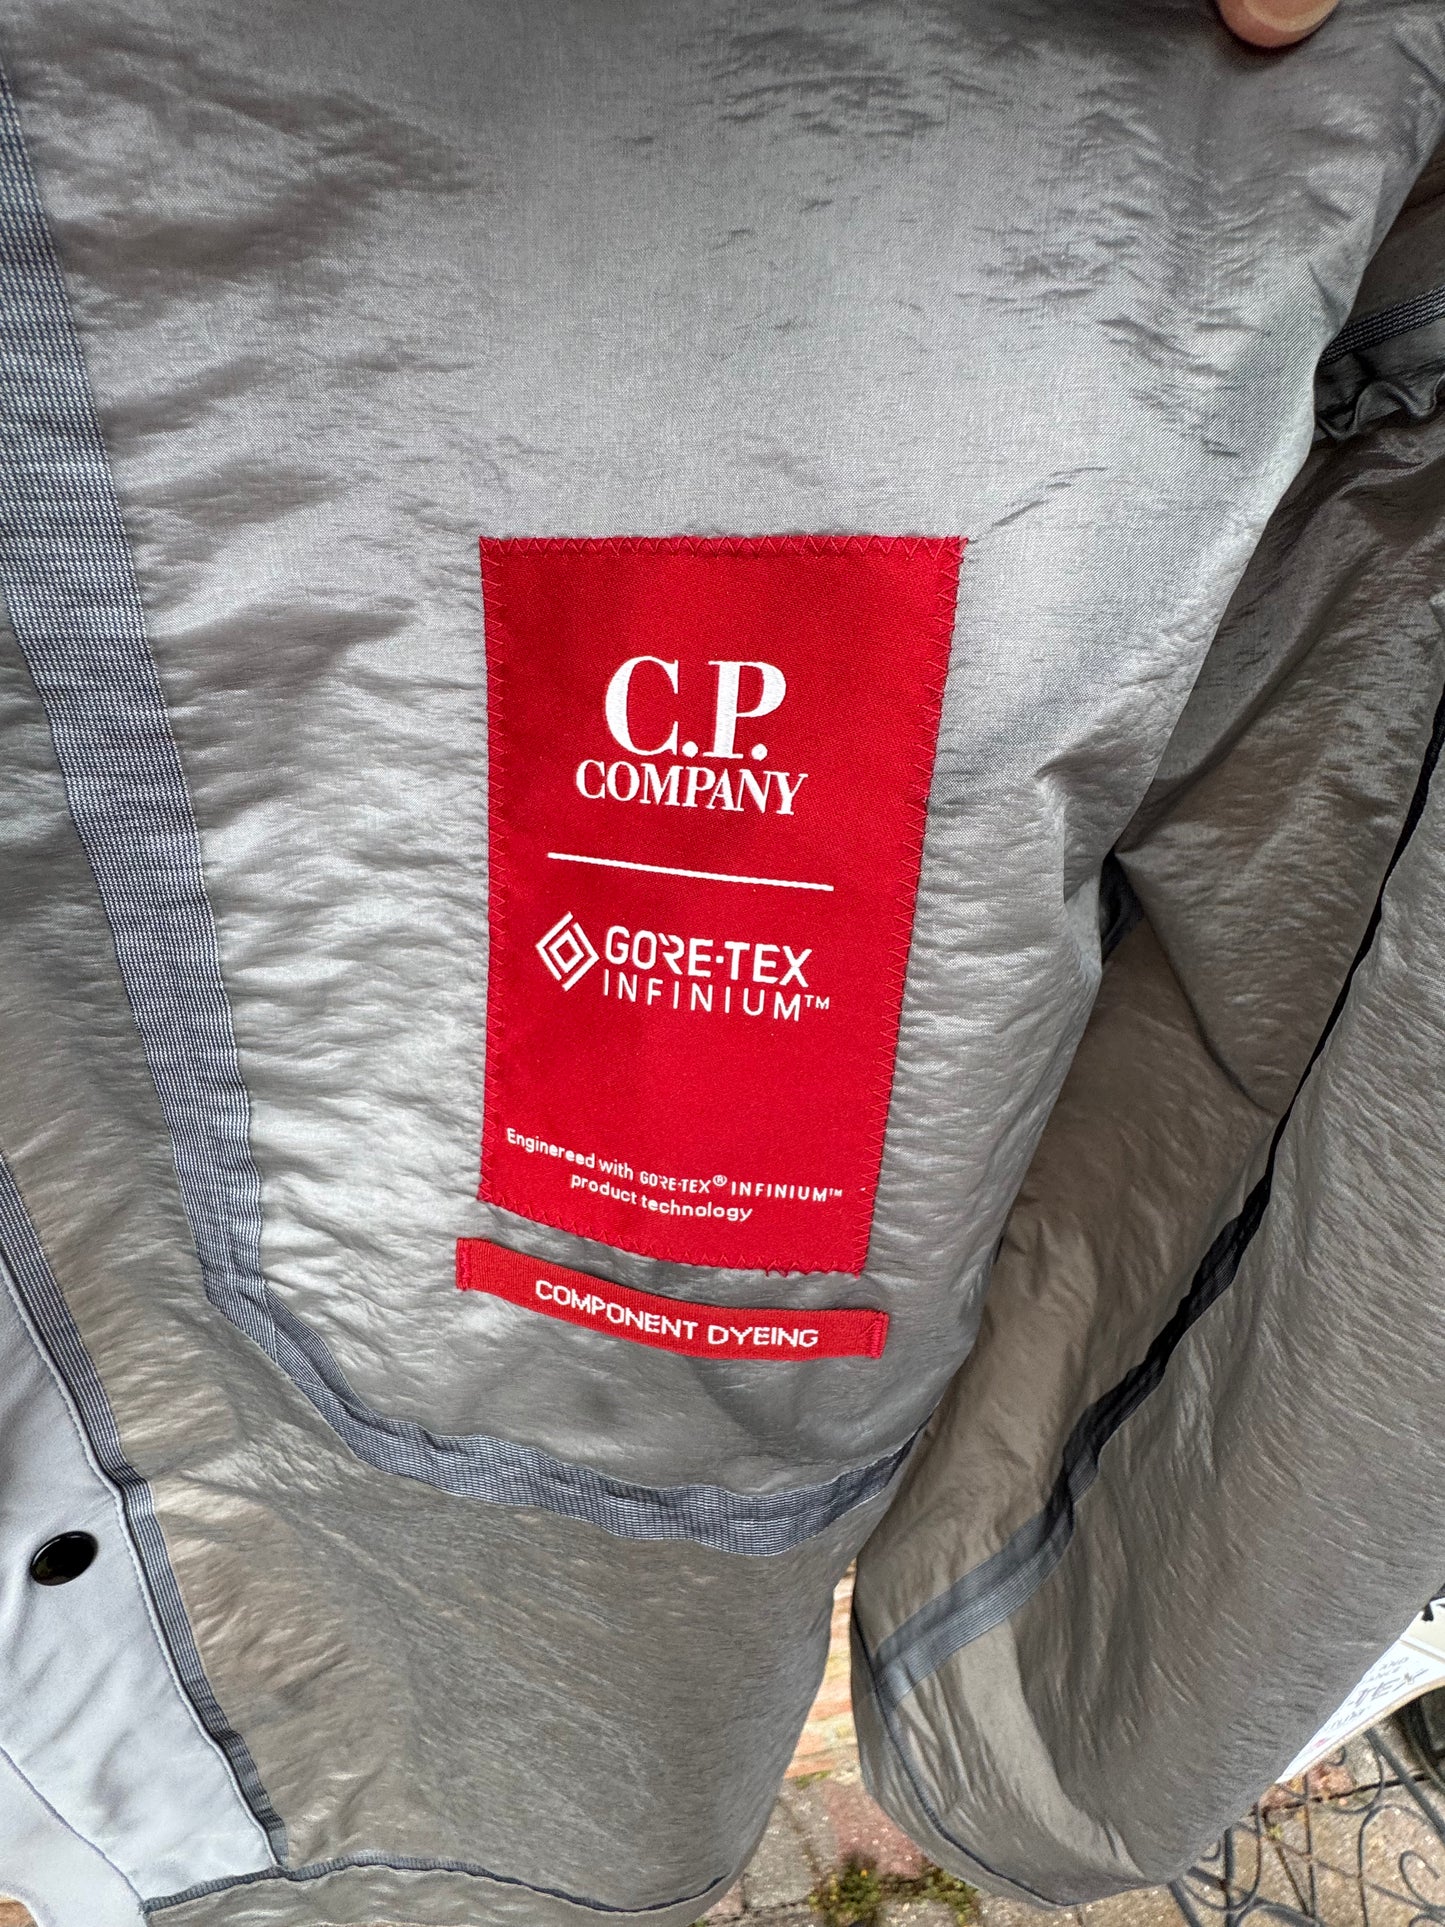 C.P.
COMPANY
GORE-TEX
INFINIUM™
Engineered with GORE-TEX® INFINIUM™
product technology
COMPONENT DYEING